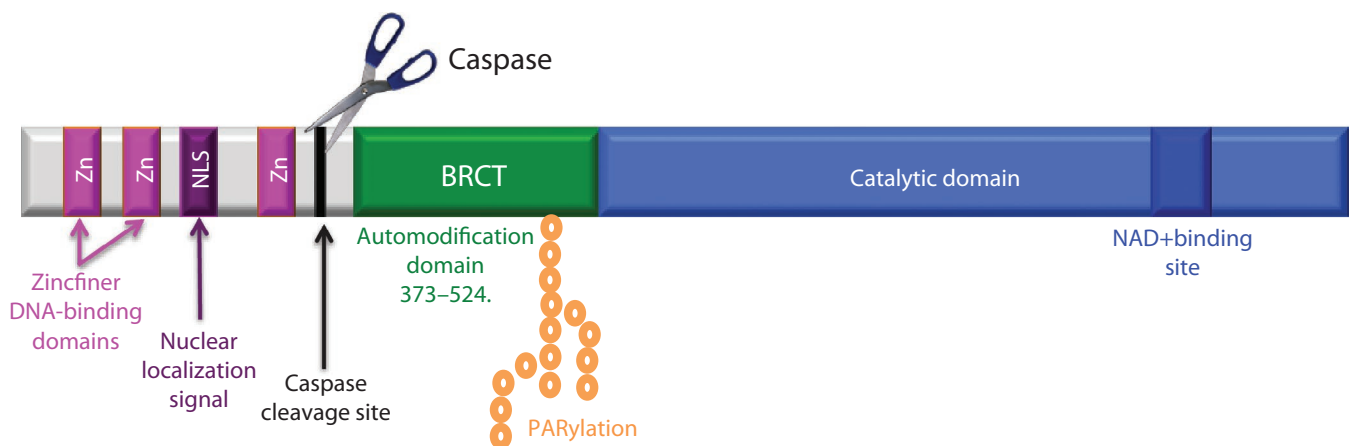 Caspase
Zn
Zn
NLS
Zn
BRCT
Catalytic domain
Zincfiner
DNA-binding
domains
Nuclear
localization
signal
Caspase
cleavage site
Automodification
domain
373–524.
PARylation
NAD+binding
site